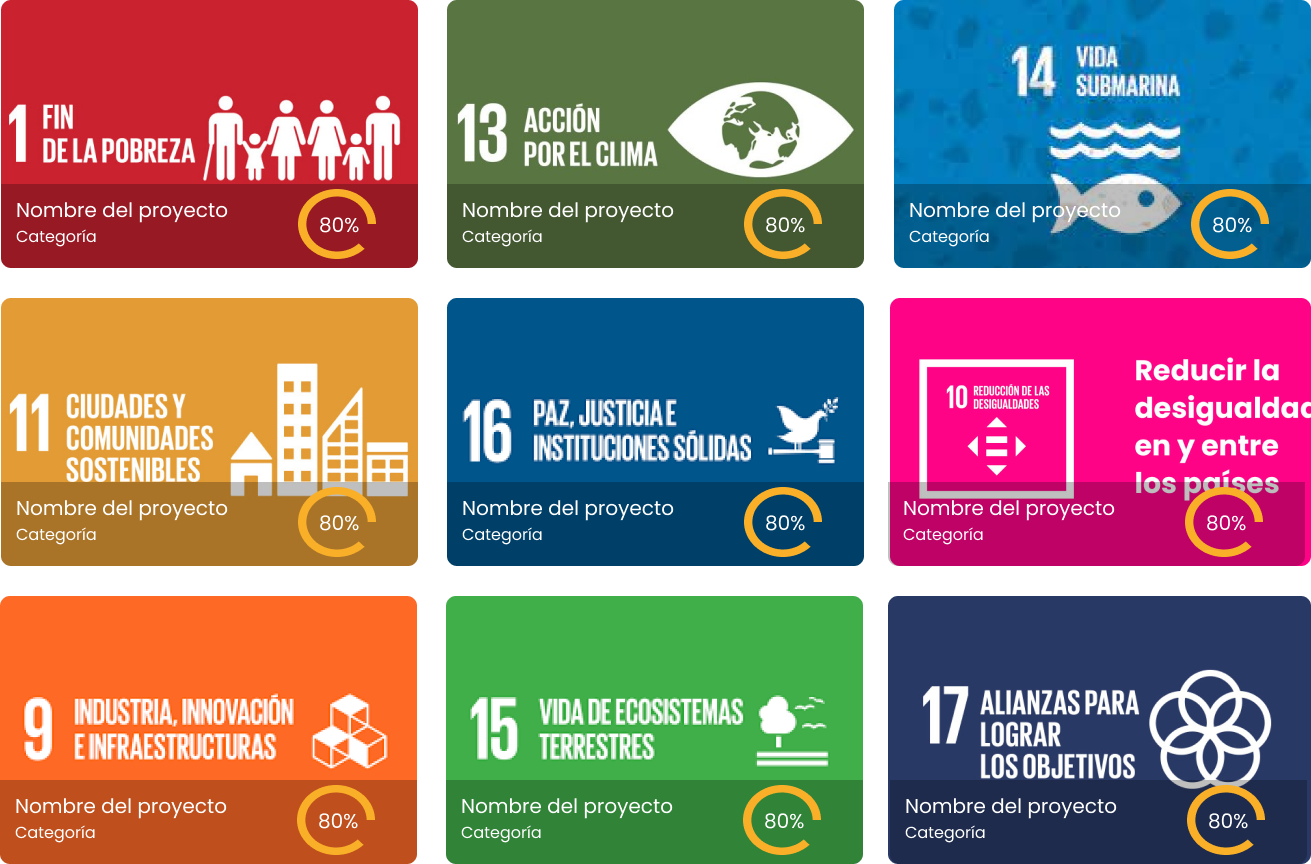 1 FIN
DE LA POBREZA
Nombre del proyecto
Categoría
80%
13 ACCIÓN
POR EL CLIMA
Nombre del proyecto
Categoría
80%
14 VIDA
SUBMARINA
Nombre del proyecto
Categoría
80%
11 CIUDADES Y
COMUNIDADES
SOSTENIBLES
Nombre del proyecto
Categoría
80%
16 PAZ, JUSTICIA E
INSTITUCIONES SÓLIDAS
Nombre del proyecto
Categoría
80%
10 REDUCCIÓN DE LAS
DESIGUALDADES
Reducir la
desigualdad
en y entre
los países
Nombre del proyecto
Categoría
80%
9 INDUSTRIA, INNOVACIÓN
E INFRAESTRUCTURAS
Nombre del proyecto
Categoría
80%
15 VIDA DE ECOSISTEMAS
TERRESTRES
Nombre del proyecto
Categoría
80%
17 ALIANZAS PARA
LOGRAR
LOS OBJETIVOS
Nombre del proyecto
Categoría
80%